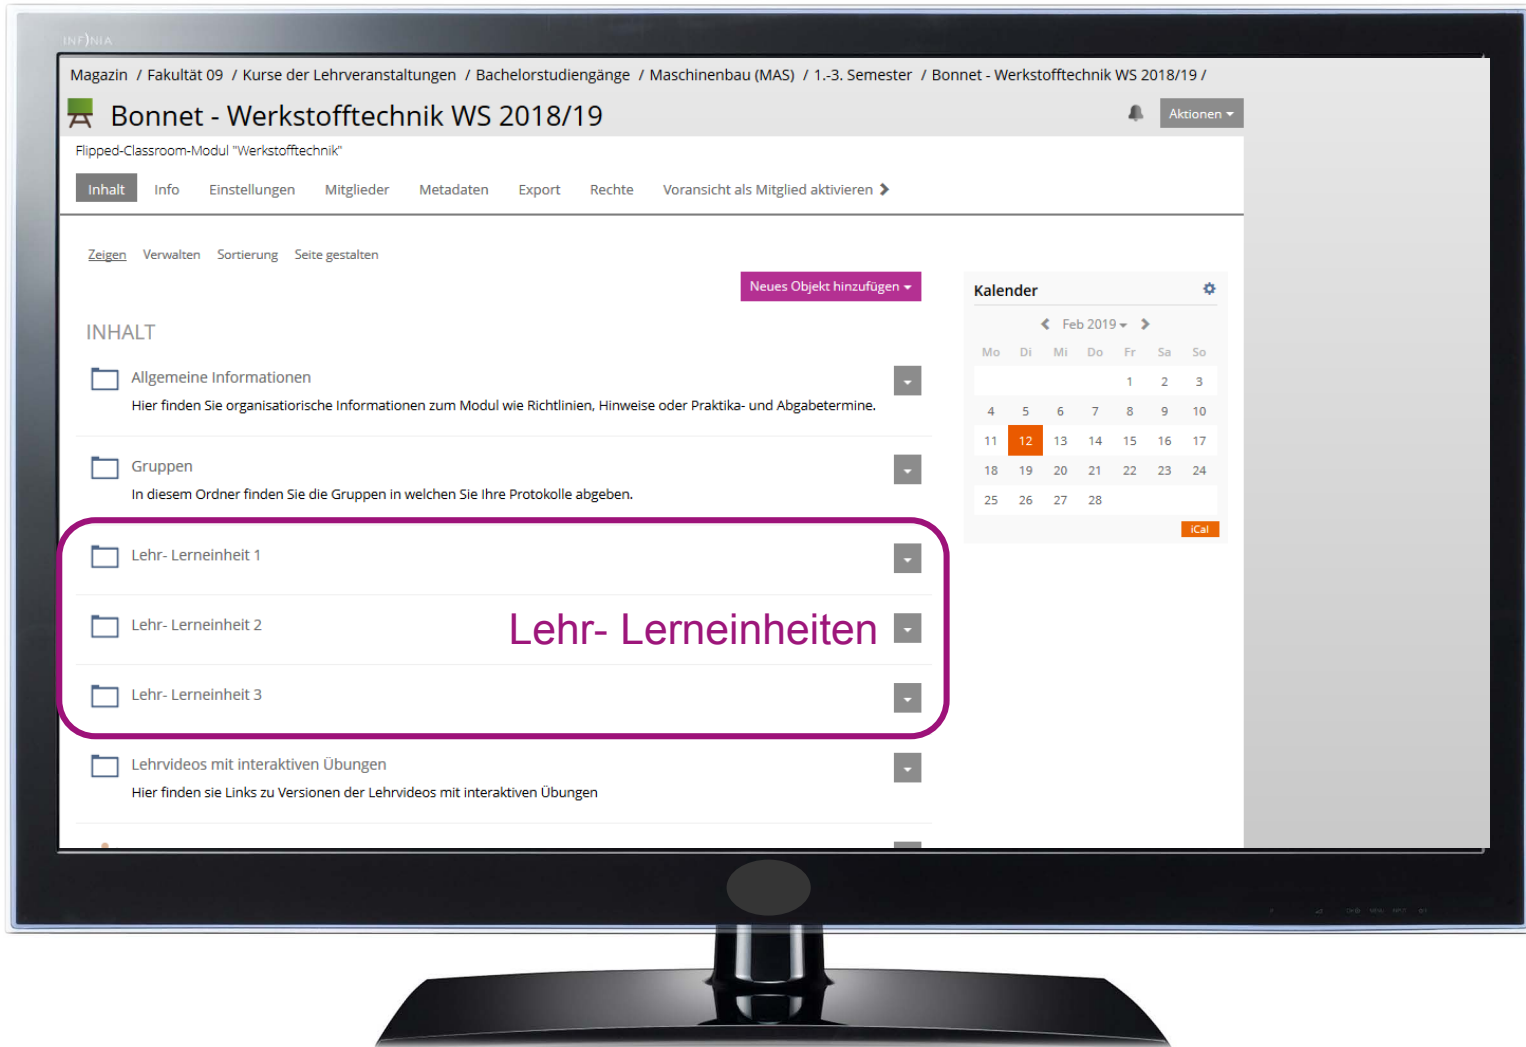 INFINIA
Magazin / Fakultät 09 / Kurse der Lehrveranstaltungen / Bachelorstudiengänge / Maschinenbau (MAS) / 1.-3. Semester / Bonnet - Werkstofftechnik WS 2018/19 /
Bonnet - Werkstofftechnik WS 2018/19
Aktionen
Flipped-Classroom-Modul "Werkstofftechnik"
Inhalt Info Einstellungen Mitglieder Metadaten Export Rechte Voransicht als Mitglied aktivieren
Zeigen Verwalten Sortierung Seite gestalten
Neues Objekt hinzufügen
INHALT
Allgemeine Informationen
Hier finden Sie organisatiorische Informationen zum Modul wie Richtlinien, Hinweise oder Praktika- und Abgabetermine.
Gruppen
In diesem Ordner finden Sie die Gruppen in welchen Sie Ihre Protokolle abgeben.
Lehr- Lerneinheit 1
Lehr- Lerneinheit 2
Lehr- Lerneinheiten
Lehr- Lerneinheit 3
Lehrvideos mit interaktiven Übungen
Hier finden sie Links zu Versionen der Lehrvideos mit interaktiven Übungen
Kalender
Feb 2019
Mo Di Mi Do Fr Sa So
1 2 3
4 5 6 7 8 9 10
11 12 13 14 15 16 17
18 19 20 21 22 23 24
25 26 27 28
iCal
MENU INPUT